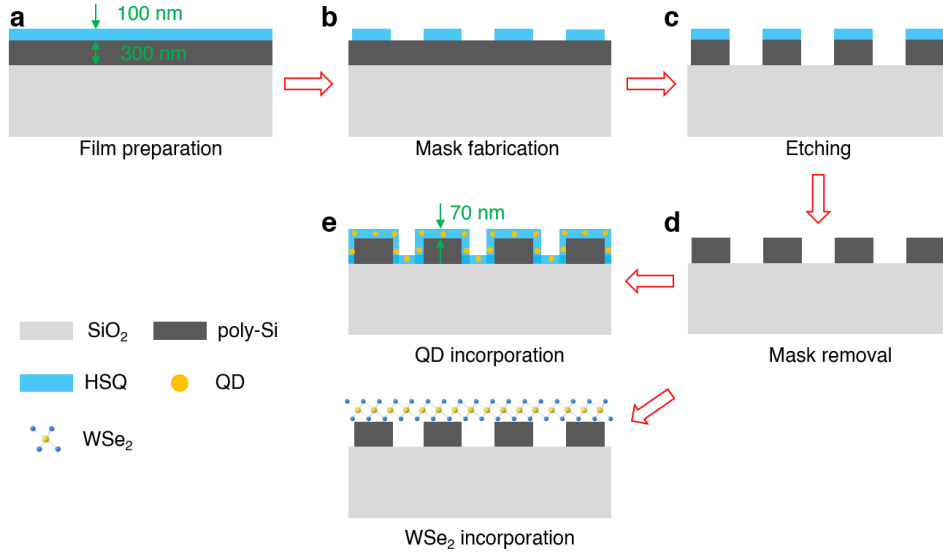 a
100 nm
300 nm
Film preparation
b
Mask fabrication
c
Etching
d
Mask removal
e
70 nm
QD incorporation
SiO₂
poly-Si
HSQ
QD
WSe₂
WSe₂ incorporation